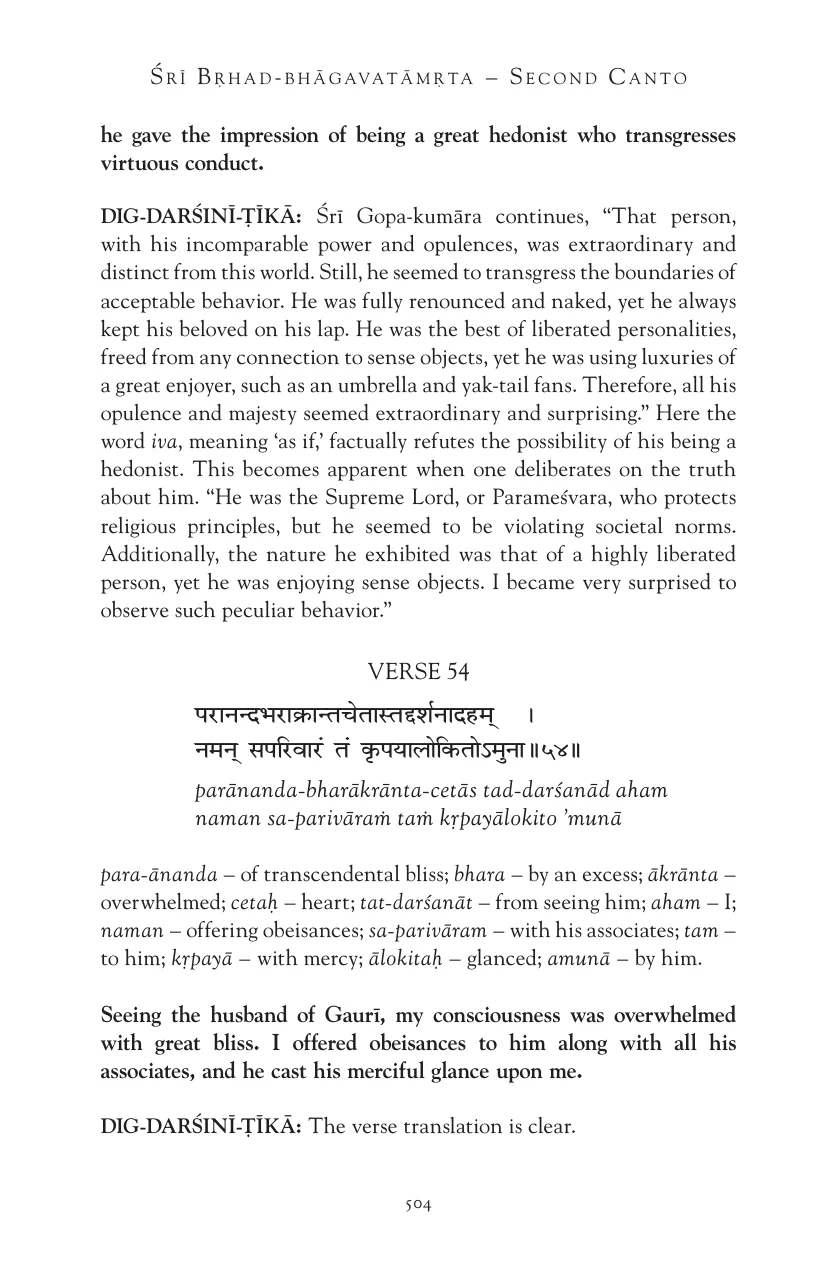 ŚRĪ BṚHAD-BHĀGAVATĀMṚTA – SECOND CANTO
he gave the impression of being a great hedonist who transgresses
virtuous conduct.
DIG-DARŚINĪ-ṬĪKĀ: Śrī Gopa-kumāra continues, “That person,
with his incomparable power and opulences, was extraordinary and
distinct from this world. Still, he seemed to transgress the boundaries of
acceptable behavior. He was fully renounced and naked, yet he always
kept his beloved on his lap. He was the best of liberated personalities,
freed from any connection to sense objects, yet he was using luxuries of
a great enjoyer, such as an umbrella and yak-tail fans. Therefore, all his
opulence and majesty seemed extraordinary and surprising.” Here the
word iva, meaning ‘as if,’ factually refutes the possibility of his being a
hedonist. This becomes apparent when one deliberates on the truth
about him. “He was the Supreme Lord, or Parameśvara, who protects
religious principles, but he seemed to be violating societal norms.
Additionally, the nature he exhibited was that of a highly liberated
person, yet he was enjoying sense objects. I became very surprised to
observe such peculiar behavior.”
VERSE 54
परानन्दभराक्रान्तचेतास्तद्दर्शनादहम् ।
नमन् सपरिवारं तं कृपयालोकितोऽमुना॥५४॥
parānanda-bharākrānta-cetās tad-darśanād aham
naman sa-parivāraṁ taṁ kṛpayālokito ’munā
para-ānanda – of transcendental bliss; bhara – by an excess; ākrānta –
overwhelmed; cetaḥ – heart; tat-darśanāt – from seeing him; aham – I;
naman – offering obeisances; sa-parivāram – with his associates; tam –
to him; kṛpayā – with mercy; ālokitaḥ – glanced; amunā – by him.
Seeing the husband of Gaurī, my consciousness was overwhelmed
with great bliss. I offered obeisances to him along with all his
associates, and he cast his merciful glance upon me.
DIG-DARŚINĪ-ṬĪKĀ: The verse translation is clear.
504